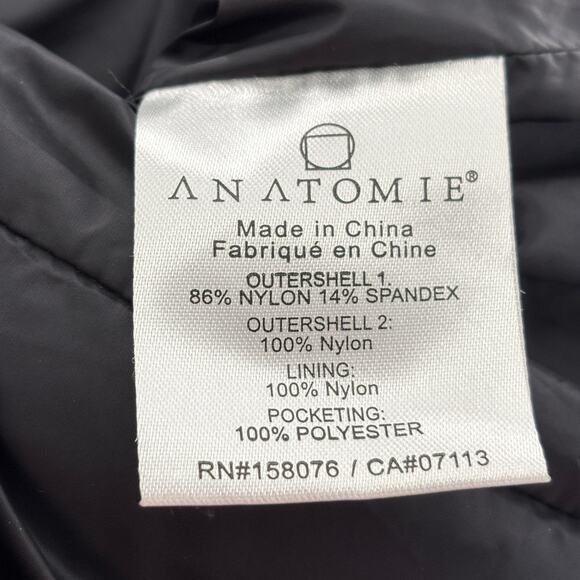 ANATOMIE®
Made in China
Fabriqué en Chine
OUTERSHELL 1.
86% NYLON 14% SPANDEX
OUTERSHELL 2:
100% Nylon
LINING:
100% Nylon
POCKETING:
100% POLYESTER
RN#158076 / CA#07113